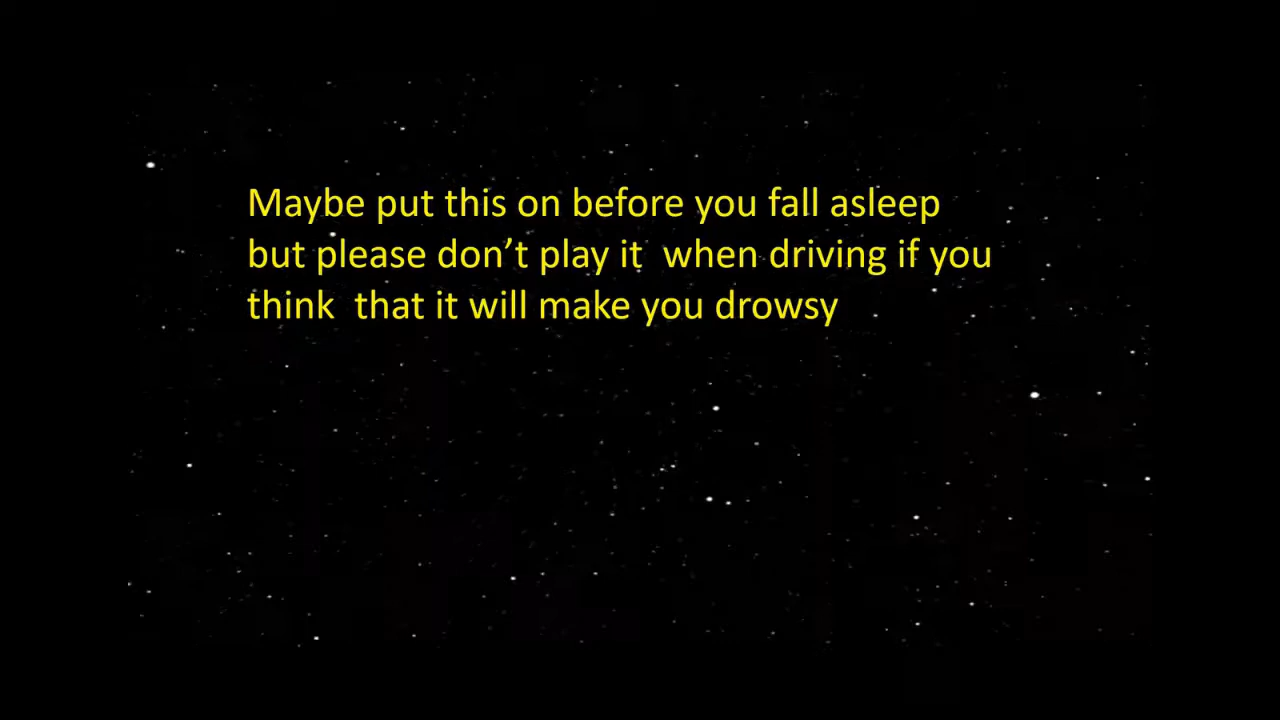 Maybe put this on before you fall asleep
but please don’t play it  when driving if you
think  that it will make you drowsy